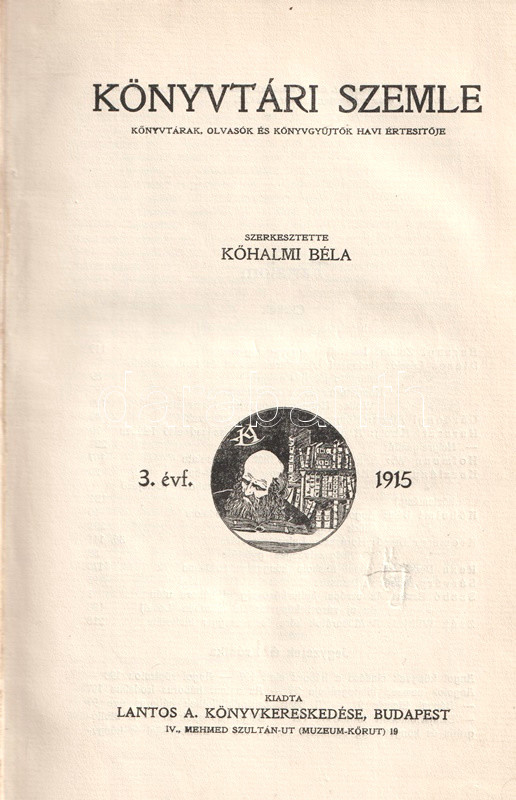 KÖNYVTÁRI SZEMLE
KÖNYVTÁRAK, OLVASÓK ÉS KÖNYVGYŰJTŐK HAVI ÉRTESITŐJE
SZERKESZTETTE
KŐHALMI BÉLA
darabanth
3. évf.
1915
KIADTA
LANTOS A. KÖNYVKERESKEDÉSE, BUDAPEST
IV., MEHMED SZULTÁN-UT (MUZEUM-KÖRUT) 19